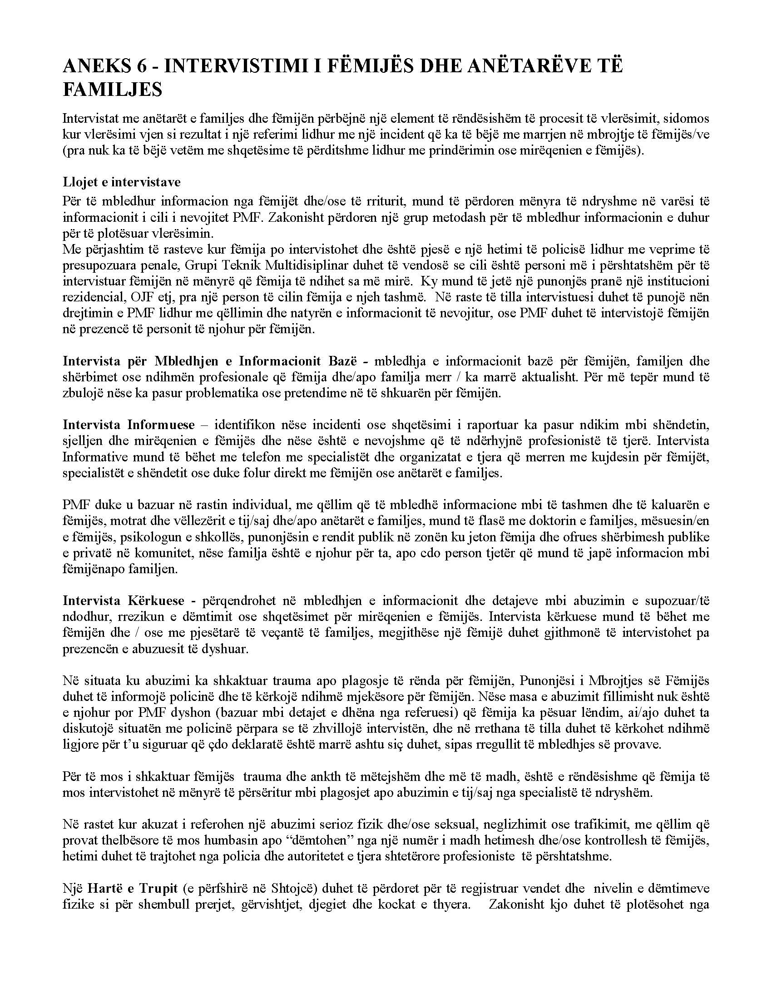 ANEKS 6 - INTERVISTIMI I FËMIJËS DHE ANËTARËVE TË
FAMILJES
Intervistat me anëtarët e familjes dhe fëmijën përbëjnë një element të rëndësishëm të procesit të vlerësimit, sidomos
kur vlerësimi vjen si rezultat i një referimi lidhur me një incident që ka të bëjë me marrjen në mbrojtje të fëmijës/ve
(pra nuk ka të bëjë vetëm me shqetësime të përditshme lidhur me prindërimin ose mirëqenien e fëmijës).
Llojet e intervistave
Për të mbledhur informacion nga fëmijët dhe/ose të rriturit, mund të përdoren mënyra të ndryshme në varësi të
informacionit i cili i nevojitet PMF. Zakonisht përdoren një grup metodash për të mbledhur informacionin e duhur
për të plotësuar vlerësimin.
Me përjashtim të rasteve kur fëmija po intervistohet dhe është pjesë e një hetimi të policisë lidhur me veprime të
presupozuara penale, Grupi Teknik Multidisiplinar duhet të vendosë se cili është personi më i përshtatshëm për të
intervistuar fëmijën në mënyrë që fëmija të ndihet sa më mirë.  Ky mund të jetë një punonjës pranë një institucioni
rezidencial, OJF etj, pra një person të cilin fëmija e njeh tashmë.  Në raste të tilla intervistuesi duhet të punojë nën
drejtimin e PMF lidhur me qëllimin dhe natyrën e informacionit të nevojitur, ose PMF duhet të intervistojë fëmijën
në prezencë të personit të njohur për fëmijën.
Intervista për Mbledhjen e Informacionit Bazë - mbledhja e informacionit bazë për fëmijën, familjen dhe
shërbimet ose ndihmën profesionale që fëmija dhe/apo familja merr / ka marrë aktualisht. Për më tepër mund të
zbulojë nëse ka pasur problematika ose pretendime në të shkuarën për fëmijën.
Intervista Informuese – identifikon nëse incidenti ose shqetësimi i raportuar ka pasur ndikim mbi shëndetin,
sjelljen dhe mirëqenien e fëmijës dhe nëse është e nevojshme që të ndërhyjnë profesionistë të tjerë. Intervista
Informative mund të bëhet me telefon me specialistët dhe organizatat e tjera që merren me kujdesin për fëmijët,
specialistët e shëndetit ose duke folur direkt me fëmijën ose anëtarët e familjes.
PMF duke u bazuar në rastin individual, me qëllim që të mbledhë informacione mbi të tashmen dhe të kaluarën e
fëmijës, motrat dhe vëllezërit e tij/saj dhe/apo anëtarët e familjes, mund të flasë me doktorin e familjes, mësuesin/en
e fëmijës, psikologun e shkollës, punonjësin e rendit publik në zonën ku jeton fëmija dhe ofrues shërbimesh publike
e privatë në komunitet, nëse familja është e njohur për ta, apo cdo person tjetër që mund të japë informacion mbi
fëmijënapo familjen.
Intervista Kërkuese - përqendrohet në mbledhjen e informacionit dhe detajeve mbi abuzimin e supozuar/të
ndodhur, rrezikun e dëmtimit ose shqetësimet për mirëqenien e fëmijës. Intervista kërkuese mund të bëhet me
fëmijën dhe / ose me pjesëtarë të veçantë të familjes, megjithëse një fëmijë duhet gjithmonë të intervistohet pa
prezencën e abuzuesit të dyshuar.
Në situata ku abuzimi ka shkaktuar trauma apo plagosje të rënda për fëmijën, Punonjësi i Mbrojtjes së Fëmijës
duhet të informojë policinë dhe të kërkojë ndihmë mjekësore për fëmijën. Nëse masa e abuzimit fillimisht nuk është
e njohur por PMF dyshon (bazuar mbi detajet e dhëna nga referuesi) që fëmija ka pësuar lëndim, ai/ajo duhet ta
diskutojë situatën me policinë përpara se të zhvillojë intervistën, dhe në rrethana të tilla duhet të kërkohet ndihmë
ligjore për t’u siguruar që çdo deklaratë është marrë ashtu siç duhet, sipas rregullit të mbledhjes së provave.
Për të mos i shkaktuar fëmijës  trauma dhe ankth të mëtejshëm dhe më të madh, është e rëndësishme që fëmija të
mos intervistohet në mënyrë të përsëritur mbi plagosjet apo abuzimin e tij/saj nga specialistë të ndryshëm.
Në rastet kur akuzat i referohen një abuzimi serioz fizik dhe/ose seksual, neglizhimit ose trafikimit, me qëllim që
provat thelbësore të mos humbasin apo “dëmtohen” nga një numër i madh hetimesh dhe/ose kontrollesh të fëmijës,
hetimi duhet të trajtohet nga policia dhe autoritetet e tjera shtetërore profesioniste  të përshtatshme.
Një Hartë e Trupit (e përfshirë në Shtojcë) duhet të përdoret për të regjistruar vendet dhe  nivelin e dëmtimeve
fizike si për shembull prerjet, gërvishtjet, djegiet dhe kockat e thyera.   Zakonisht kjo duhet të plotësohet nga